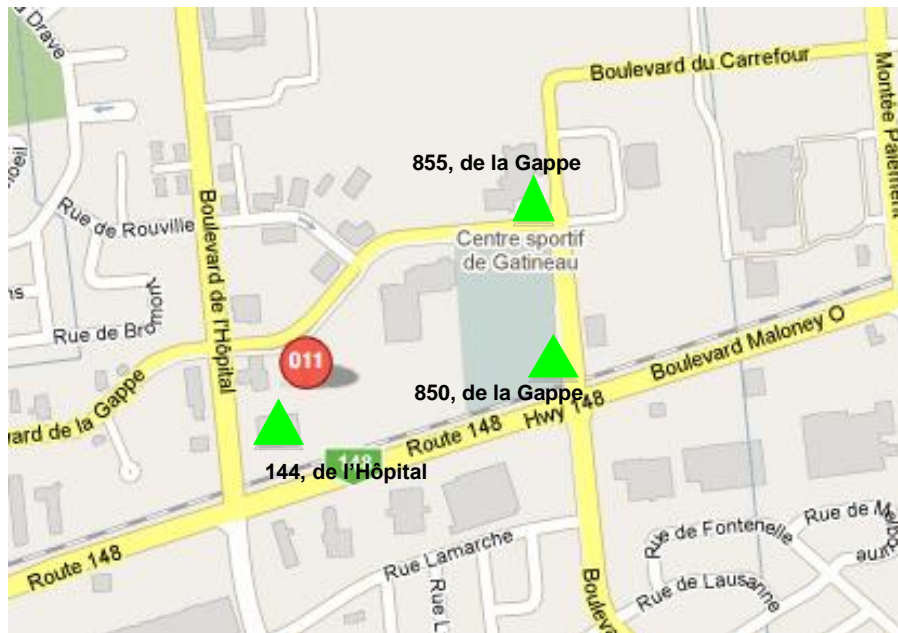 Drave
Boulevard du Carrefour
Montée Paiement
855, de la Gappe
Rue de Rouville
Boulevard de l'Hôpital
Centre sportif
de Gatineau
Rue de Bromont
011
Boulevard Maloney O
850, de la Gappe
Hwy 148
Route 148
de la Gappe
148
144, de l'Hôpital
Route 148
Rue Lamarche
Rue de Fontenelle
Rue de Lausanne